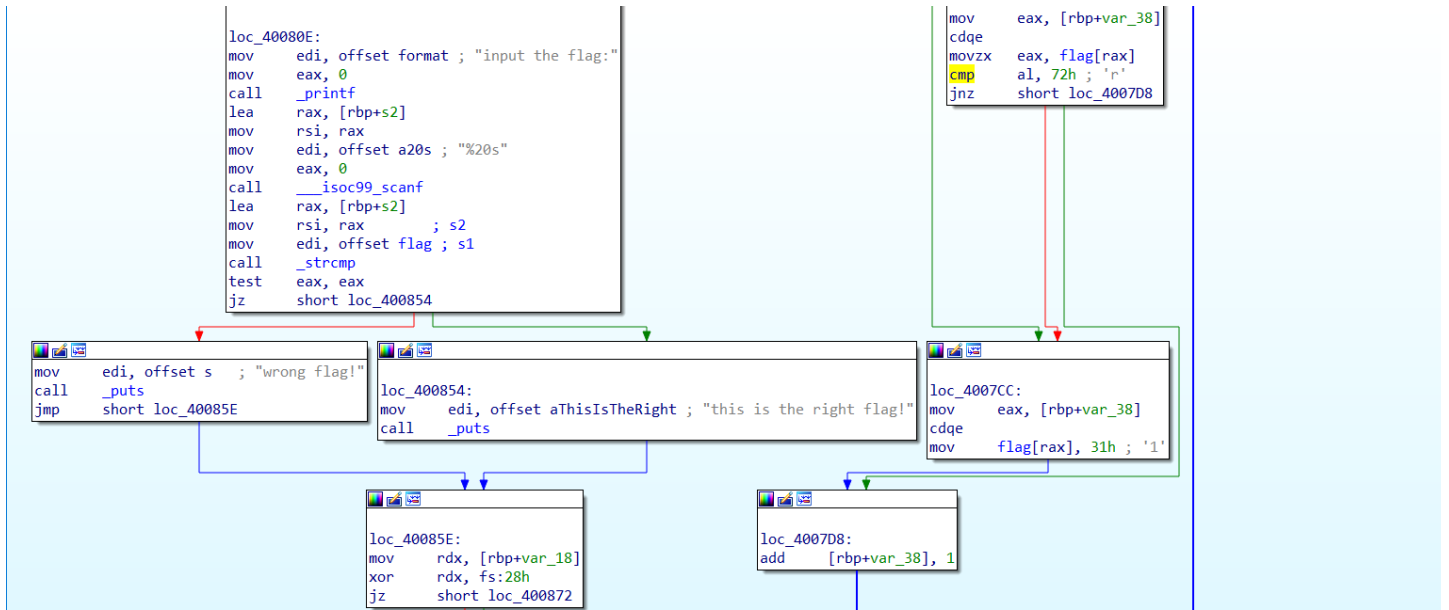 loc_40080E:
mov edi, offset format ; "input the flag:"
mov eax, 0
call _printf
lea rax, [rbp+s2]
mov rsi, rax
mov edi, offset a20s ; "%20s"
mov eax, 0
call ___isoc99_scanf
lea rax, [rbp+s2]
mov rsi, rax ; s2
mov edi, offset flag ; s1
call _strcmp
test eax, eax
jz short loc_400854
mov eax, [rbp+var_38]
cdqe
movzx eax, flag[rax]
cmp al, 72h ; 'r'
jnz short loc_4007D8
mov edi, offset s ; "wrong flag!"
call _puts
jmp short loc_40085E
loc_400854:
mov edi, offset aThisIsTheRight ; "this is the right flag!"
call _puts
loc_4007CC:
mov eax, [rbp+var_38]
cdqe
mov flag[rax], 31h ; '1'
loc_40085E:
mov rdx, [rbp+var_18]
xor rdx, fs:28h
jz short loc_400872
loc_4007D8:
add [rbp+var_38], 1